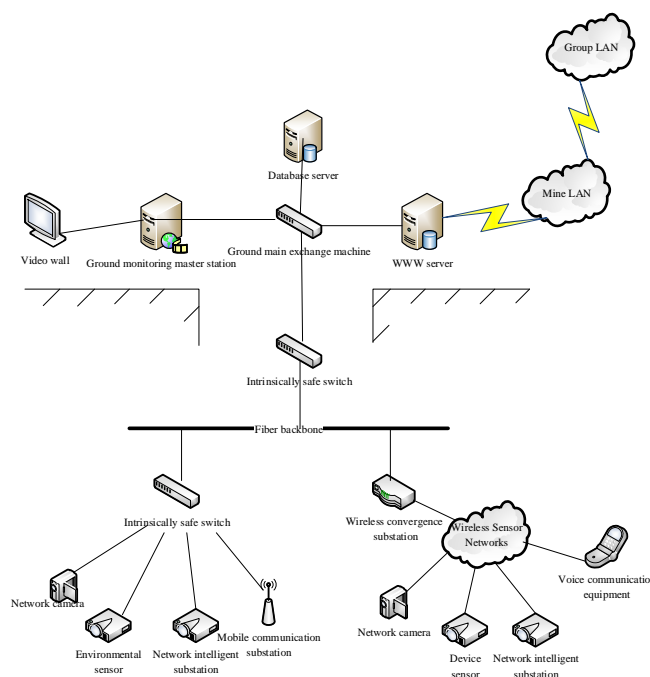 Group LAN
Database server
Mine LAN
Video wall
Ground monitoring master station
Ground main exchange machine
WWW server
Intrinsically safe switch
Fiber backbone
Intrinsically safe switch
Wireless convergence
substation
Wireless Sensor
Networks
Network camera
Environmental
sensor
Network intelligent
substation
Mobile communication
substation
Network camera
Device
sensor
Network intelligent
substation
Voice communicatio
equipment